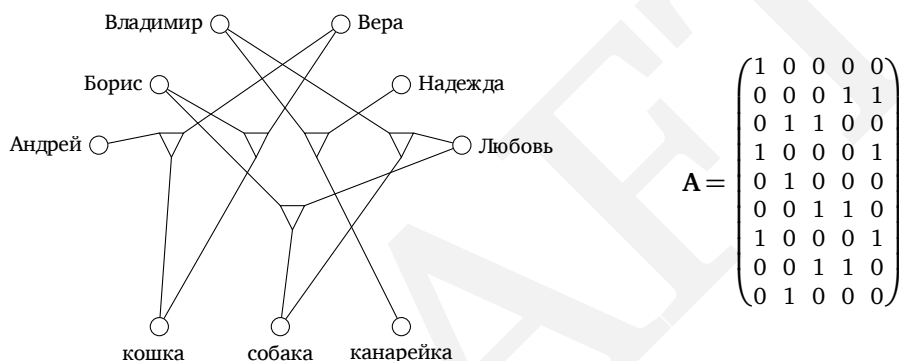 Владимир Вера
Борис Надежда
Андрей Любовь
кошка собака канарейка
A =
1 0 0 0 0
0 0 0 1 1
0 1 1 0 0
1 0 0 0 1
0 1 0 0 0
0 0 1 1 0
1 0 0 0 1
0 0 1 1 0
0 1 0 0 0